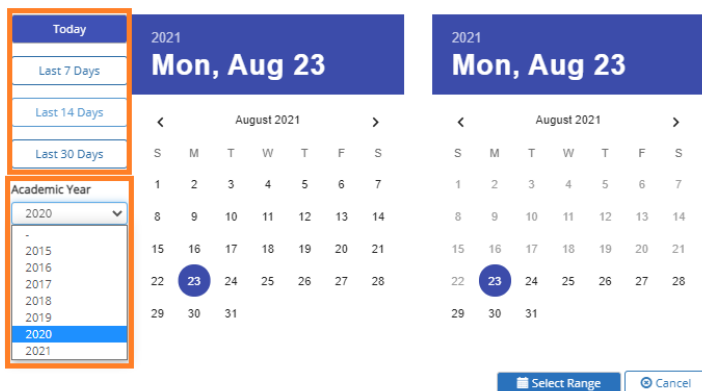 Today
Last 7 Days
Last 14 Days
Last 30 Days
Academic Year
2020
-
2015
2016
2017
2018
2019
2020
2021
2021
Mon, Aug 23
August 2021
S M T W T F S
1 2 3 4 5 6 7
8 9 10 11 12 13 14
15 16 17 18 19 20 21
22 23 24 25 26 27 28
29 30 31
2021
Mon, Aug 23
August 2021
S M T W T F S
1 2 3 4 5 6 7
8 9 10 11 12 13 14
15 16 17 18 19 20 21
22 23 24 25 26 27 28
29 30 31
Select Range
Cancel